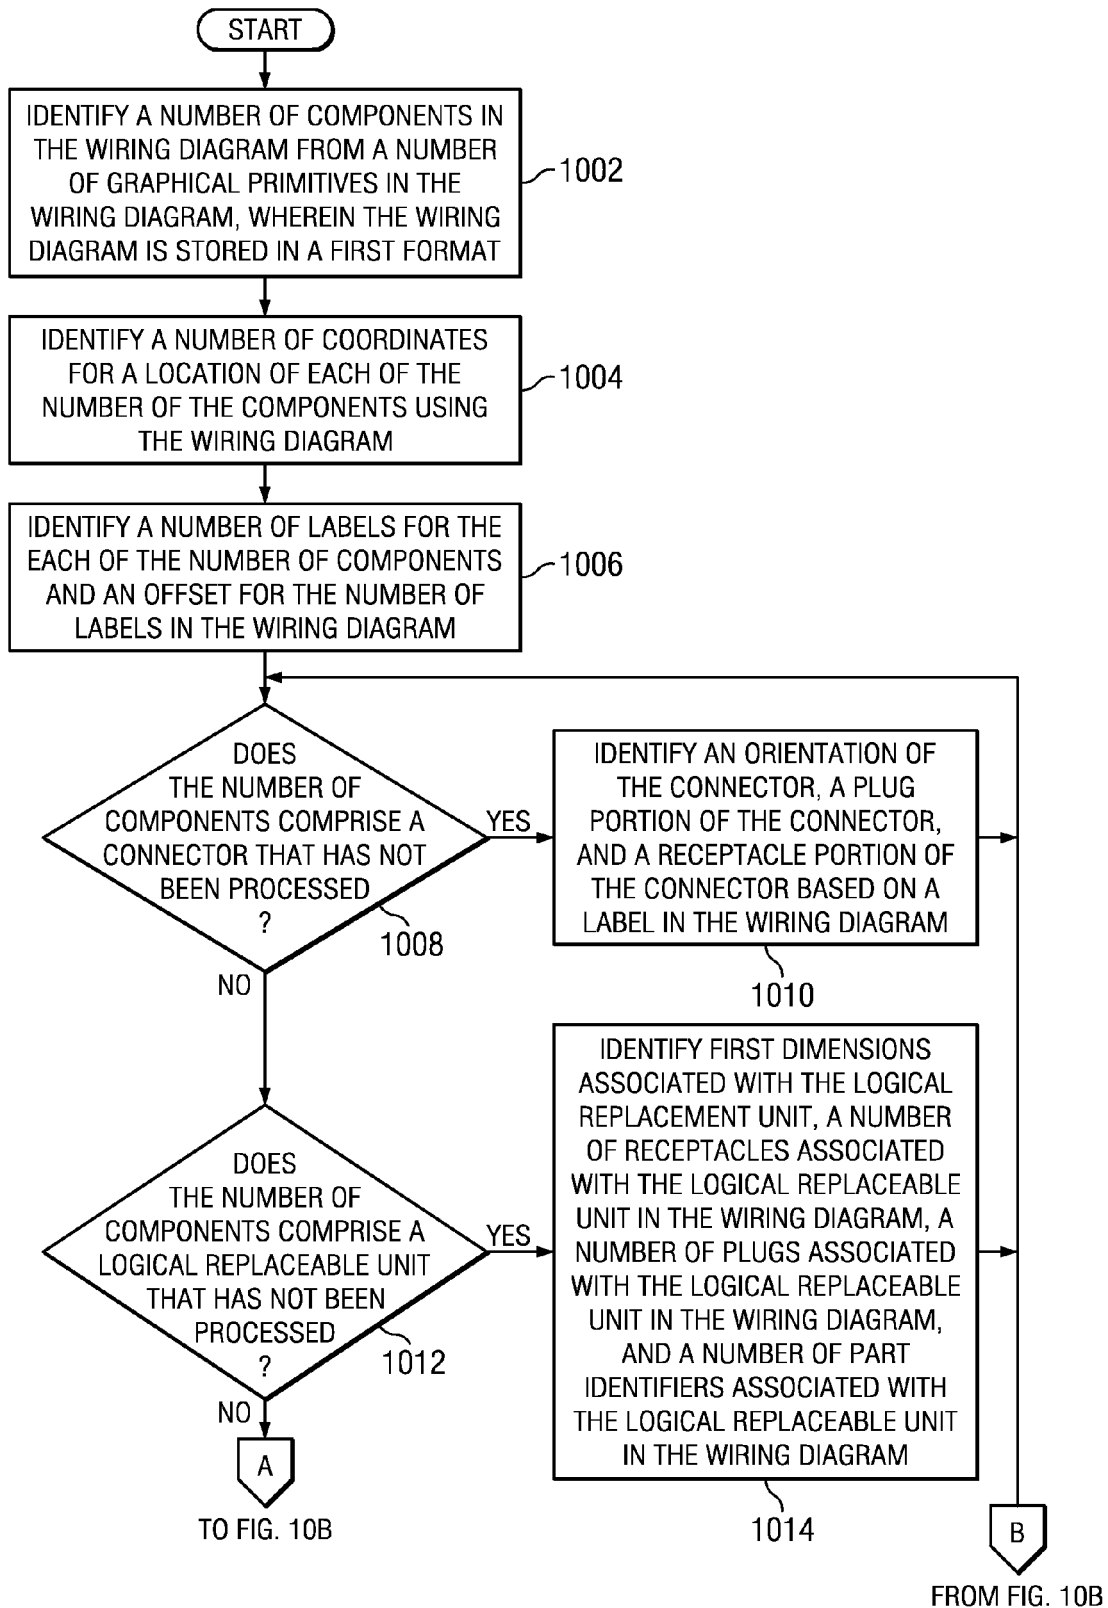 START
IDENTIFY A NUMBER OF COMPONENTS IN
THE WIRING DIAGRAM FROM A NUMBER
OF GRAPHICAL PRIMITIVES IN THE
WIRING DIAGRAM, WHEREIN THE WIRING
DIAGRAM IS STORED IN A FIRST FORMAT
1002
IDENTIFY A NUMBER OF COORDINATES
FOR A LOCATION OF EACH OF THE
NUMBER OF THE COMPONENTS USING
THE WIRING DIAGRAM
1004
IDENTIFY A NUMBER OF LABELS FOR THE
EACH OF THE NUMBER OF COMPONENTS
AND AN OFFSET FOR THE NUMBER OF
LABELS IN THE WIRING DIAGRAM
1006
DOES
THE NUMBER OF
COMPONENTS COMPRISE A
CONNECTOR THAT HAS NOT
BEEN PROCESSED
?
1008
YES
NO
IDENTIFY AN ORIENTATION OF
THE CONNECTOR, A PLUG
PORTION OF THE CONNECTOR,
AND A RECEPTACLE PORTION OF
THE CONNECTOR BASED ON A
LABEL IN THE WIRING DIAGRAM
1010
DOES
THE NUMBER OF
COMPONENTS COMPRISE A
LOGICAL REPLACEABLE UNIT
THAT HAS NOT BEEN
PROCESSED
?
1012
YES
NO
IDENTIFY FIRST DIMENSIONS
ASSOCIATED WITH THE LOGICAL
REPLACEMENT UNIT, A NUMBER
OF RECEPTACLES ASSOCIATED
WITH THE LOGICAL REPLACEABLE
UNIT IN THE WIRING DIAGRAM, A
NUMBER OF PLUGS ASSOCIATED
WITH THE LOGICAL REPLACEABLE
UNIT IN THE WIRING DIAGRAM,
AND A NUMBER OF PART
IDENTIFIERS ASSOCIATED WITH
THE LOGICAL REPLACEABLE UNIT
IN THE WIRING DIAGRAM
1014
A
TO FIG. 10B
B
FROM FIG. 10B